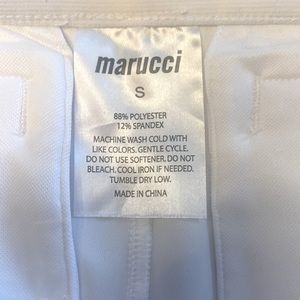 marucci
S
88% POLYESTER
12% SPANDEX
MACHINE WASH COLD WITH
LIKE COLORS. GENTLE CYCLE.
DO NOT USE SOFTENER. DO NOT
BLEACH. COOL IRON IF NEEDED.
TUMBLE DRY LOW.
MADE IN CHINA